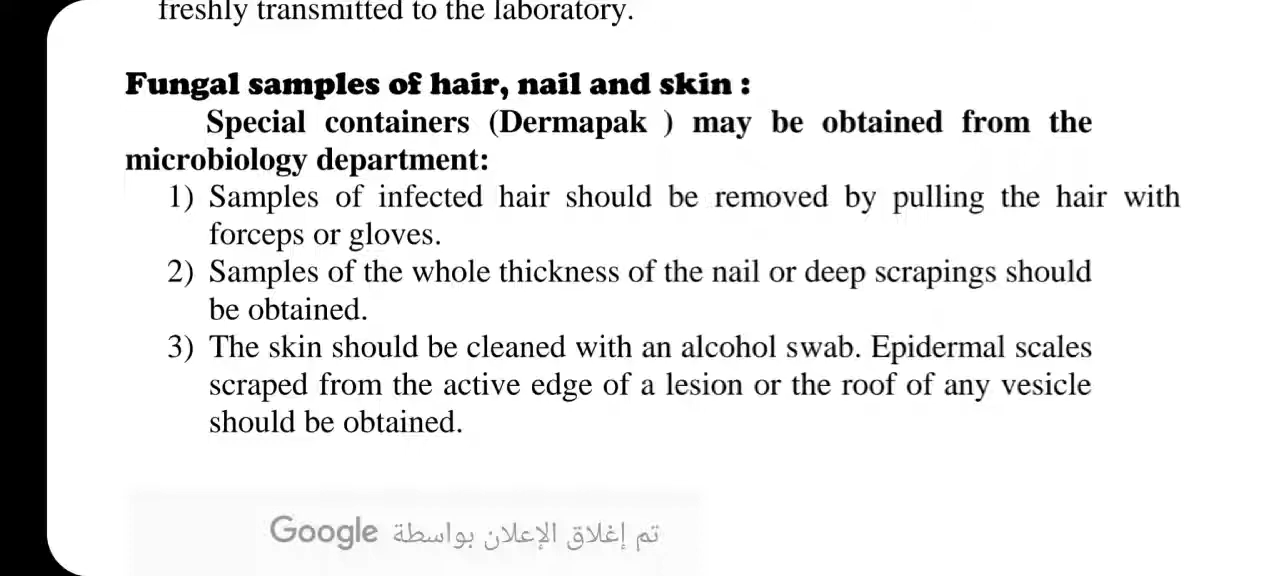 freshly transmitted to the laboratory.
Fungal samples of hair, nail and skin :
Special containers (Dermapak ) may be obtained from the
microbiology department:
1) Samples of infected hair should be removed by pulling the hair with
forceps or gloves.
2) Samples of the whole thickness of the nail or deep scrapings should
be obtained.
3) The skin should be cleaned with an alcohol swab. Epidermal scales
scraped from the active edge of a lesion or the roof of any vesicle
should be obtained.
تم إغلاق الإعلان بواسطة Google